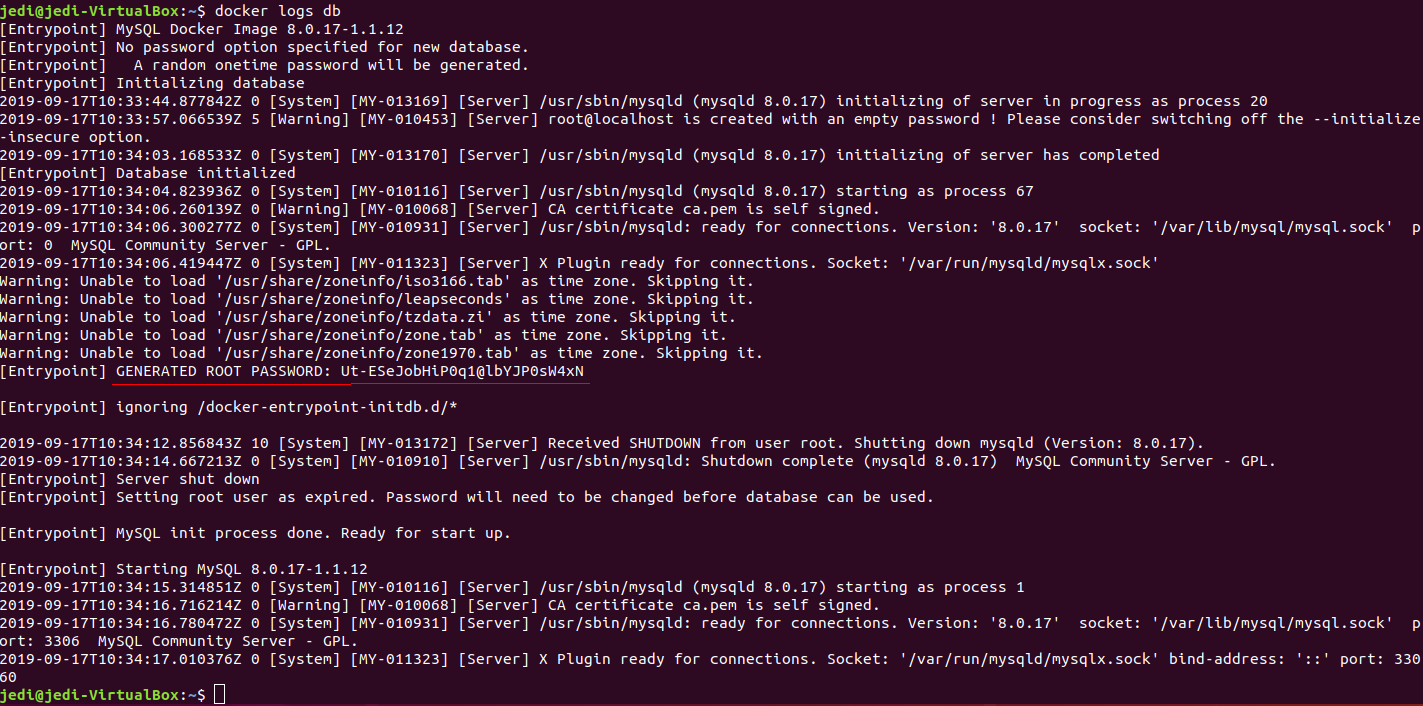 jedi@jedi-VirtualBox:~$ docker logs db
[Entrypoint] MySQL Docker Image 8.0.17-1.1.12
[Entrypoint] No password option specified for new database.
[Entrypoint]   A random onetime password will be generated.
[Entrypoint] Initializing database
2019-09-17T10:33:44.877842Z 0 [System] [MY-013169] [Server] /usr/sbin/mysqld (mysqld 8.0.17) initializing of server in progress as process 20
2019-09-17T10:33:57.066539Z 5 [Warning] [MY-010453] [Server] root@localhost is created with an empty password ! Please consider switching off the --initialize
-insecure option.
2019-09-17T10:34:03.168533Z 0 [System] [MY-013170] [Server] /usr/sbin/mysqld (mysqld 8.0.17) initializing of server has completed
[Entrypoint] Database initialized
2019-09-17T10:34:04.823936Z 0 [System] [MY-010116] [Server] /usr/sbin/mysqld (mysqld 8.0.17) starting as process 67
2019-09-17T10:34:06.260139Z 0 [Warning] [MY-010068] [Server] CA certificate ca.pem is self signed.
2019-09-17T10:34:06.300277Z 0 [System] [MY-010931] [Server] /usr/sbin/mysqld: ready for connections. Version: '8.0.17'  socket: '/var/lib/mysql/mysql.sock'  p
ort: 0  MySQL Community Server - GPL.
2019-09-17T10:34:06.419447Z 0 [System] [MY-011323] [Server] X Plugin ready for connections. Socket: '/var/run/mysqld/mysqlx.sock'
Warning: Unable to load '/usr/share/zoneinfo/iso3166.tab' as time zone. Skipping it.
Warning: Unable to load '/usr/share/zoneinfo/leapseconds' as time zone. Skipping it.
Warning: Unable to load '/usr/share/zoneinfo/tzdata.zi' as time zone. Skipping it.
Warning: Unable to load '/usr/share/zoneinfo/zone.tab' as time zone. Skipping it.
Warning: Unable to load '/usr/share/zoneinfo/zone1970.tab' as time zone. Skipping it.
[Entrypoint] GENERATED ROOT PASSWORD: Ut-ESeJobHiP0q1@lbYJP0sW4xN
[Entrypoint] ignoring /docker-entrypoint-initdb.d/*
2019-09-17T10:34:12.856843Z 10 [System] [MY-013172] [Server] Received SHUTDOWN from user root. Shutting down mysqld (Version: 8.0.17).
2019-09-17T10:34:14.667213Z 0 [System] [MY-010910] [Server] /usr/sbin/mysqld: Shutdown complete (mysqld 8.0.17)  MySQL Community Server - GPL.
[Entrypoint] Server shut down
[Entrypoint] Setting root user as expired. Password will need to be changed before database can be used.
[Entrypoint] MySQL init process done. Ready for start up.
[Entrypoint] Starting MySQL 8.0.17-1.1.12
2019-09-17T10:34:15.314851Z 0 [System] [MY-010116] [Server] /usr/sbin/mysqld (mysqld 8.0.17) starting as process 1
2019-09-17T10:34:16.716214Z 0 [Warning] [MY-010068] [Server] CA certificate ca.pem is self signed.
2019-09-17T10:34:16.780472Z 0 [System] [MY-010931] [Server] /usr/sbin/mysqld: ready for connections. Version: '8.0.17'  socket: '/var/lib/mysql/mysql.sock'  p
ort: 3306  MySQL Community Server - GPL.
2019-09-17T10:34:17.010376Z 0 [System] [MY-011323] [Server] X Plugin ready for connections. Socket: '/var/run/mysqld/mysqlx.sock' bind-address: '::' port: 330
60
jedi@jedi-VirtualBox:~$